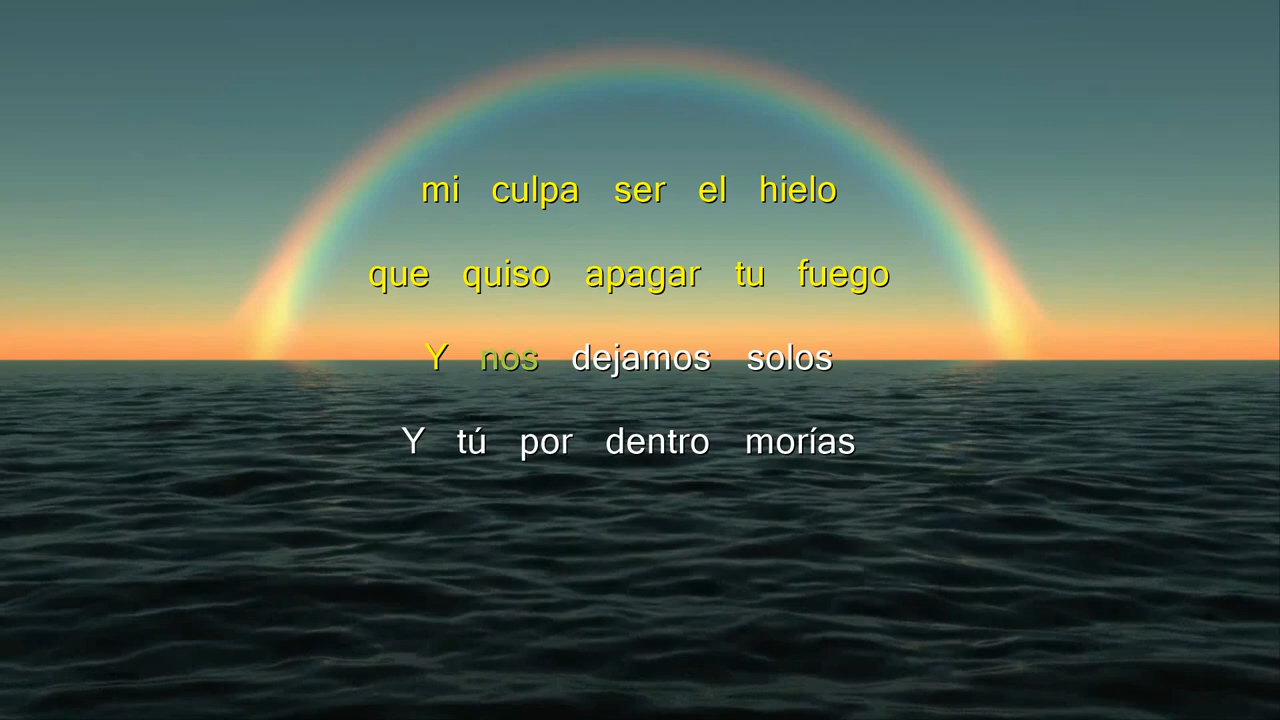 mi culpa ser el hielo
que quiso apagar tu fuego
Y nos dejamos solos
Y tú por dentro morías